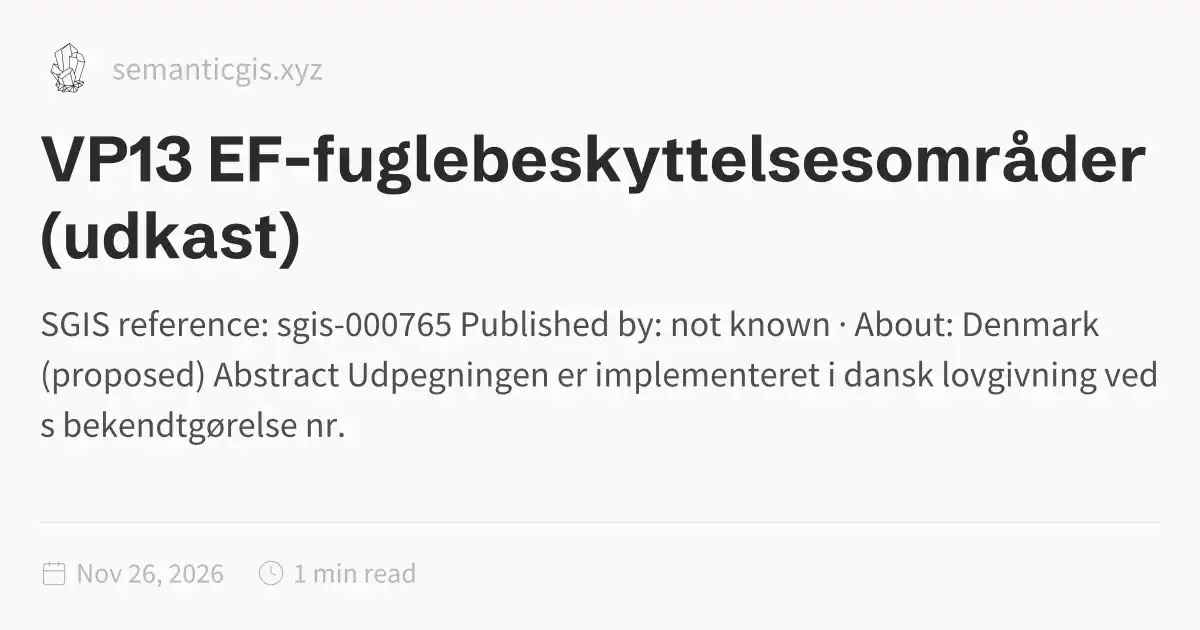 semanticgis.xyz
VP13 EF-fuglebeskyttelsesområder
(udkast)
SGIS reference: sgis-000765 Published by: not known · About: Denmark
(proposed) Abstract Udpegningen er implementeret i dansk lovgivning ved
s bekendtgørelse nr.
Nov 26, 2026 1 min read